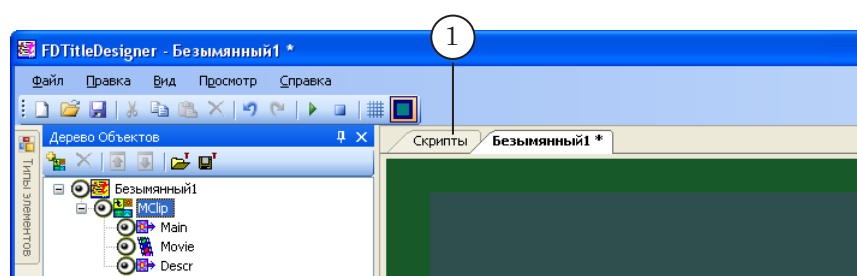 1
FDTitleDesigner - Безымянный1 *
Файл Правка Вид Просмотр Справка
Дерево Объектов
Скрипты Безымянный1 *
Типы элементов
Безымянный1
MClip
Main
Movie
Descr